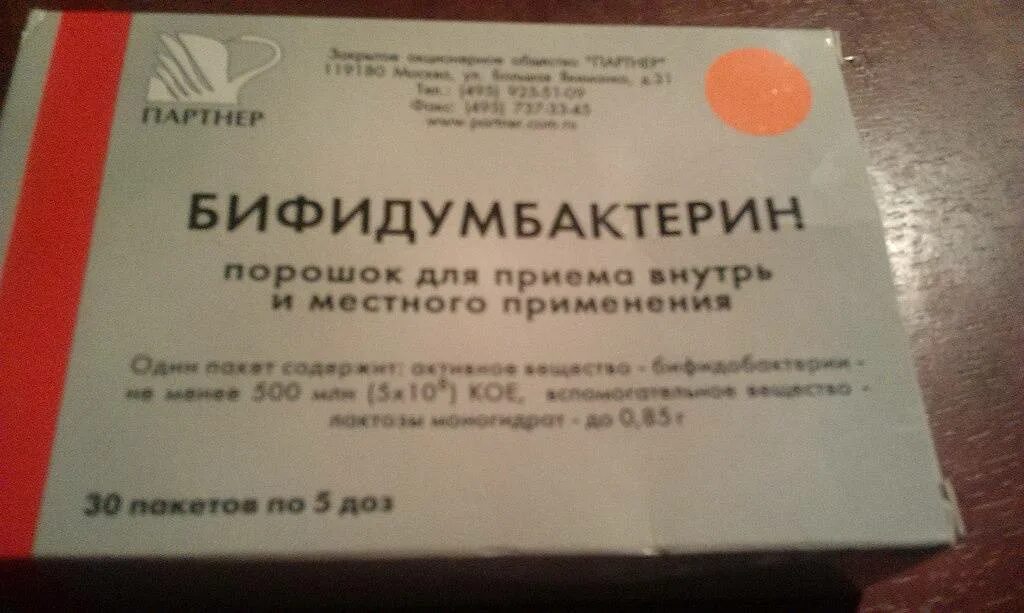 ПАРТНЕР
Закрытое акционерное общество "ПАРТНЕР"
119180 Москва, ул. Большая Якиманка, д.31
Тел.: (495) 925-51-09
Факс: (495) 737-33-45
www.partner.com.ru
БИФИДУМБАКТЕРИН
порошок для приема внутрь
и местного применения
Один пакет содержит: активное вещество - бифидобактерии -
не менее 500 млн (5х10⁸) КОЕ, вспомогательное вещество -
лактозы моногидрат - до 0,85 г
30 пакетов по 5 доз